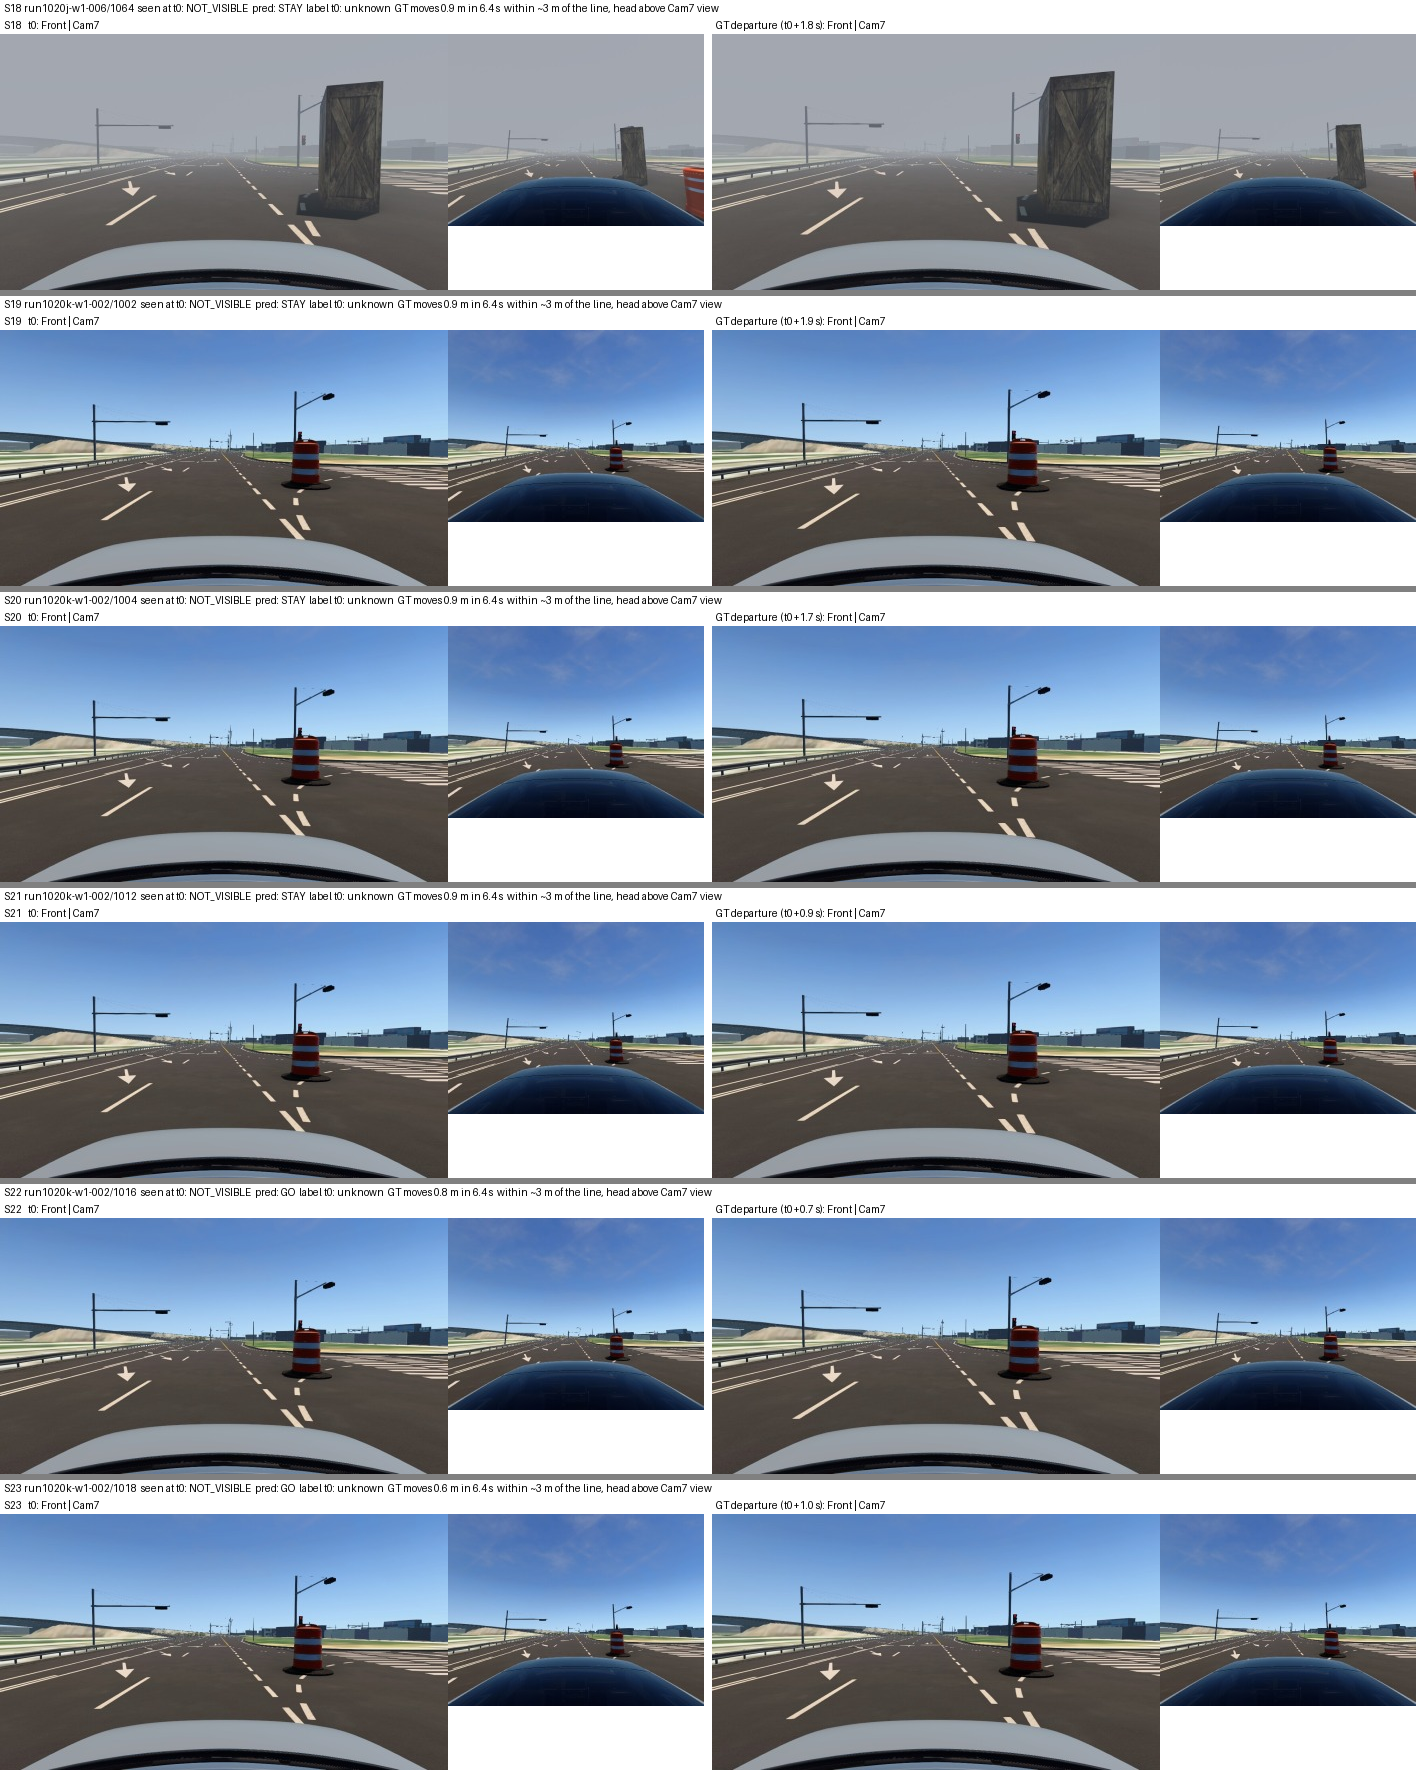 S18 run1020j-w1-006/1064 seen at t0: NOT_VISIBLE pred: STAY label t0: unknown GT moves 0.9 m in 6.4 s within ~3 m of the line, head above Cam7 view
S18 t0: Front | Cam7 GT departure (t0+1.8 s): Front | Cam7
S19 run1020k-w1-002/1002 seen at t0: NOT_VISIBLE pred: STAY label t0: unknown GT moves 0.9 m in 6.4 s within ~3 m of the line, head above Cam7 view
S19 t0: Front | Cam7 GT departure (t0+1.9 s): Front | Cam7
S20 run1020k-w1-002/1004 seen at t0: NOT_VISIBLE pred: STAY label t0: unknown GT moves 0.9 m in 6.4 s within ~3 m of the line, head above Cam7 view
S20 t0: Front | Cam7 GT departure (t0+1.7 s): Front | Cam7
S21 run1020k-w1-002/1012 seen at t0: NOT_VISIBLE pred: STAY label t0: unknown GT moves 0.9 m in 6.4 s within ~3 m of the line, head above Cam7 view
S21 t0: Front | Cam7 GT departure (t0+0.9 s): Front | Cam7
S22 run1020k-w1-002/1016 seen at t0: NOT_VISIBLE pred: GO label t0: unknown GT moves 0.8 m in 6.4 s within ~3 m of the line, head above Cam7 view
S22 t0: Front | Cam7 GT departure (t0+0.7 s): Front | Cam7
S23 run1020k-w1-002/1018 seen at t0: NOT_VISIBLE pred: GO label t0: unknown GT moves 0.6 m in 6.4 s within ~3 m of the line, head above Cam7 view
S23 t0: Front | Cam7 GT departure (t0+1.0 s): Front | Cam7